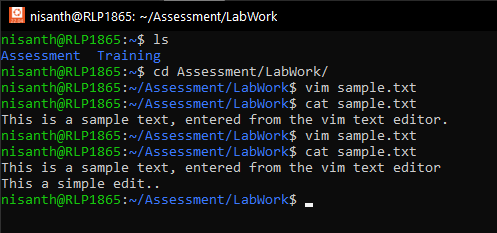 nisanth@RLP1865: ~/Assessment/LabWork
nisanth@RLP1865:~$ ls
Assessment  Training
nisanth@RLP1865:~$ cd Assessment/LabWork/
nisanth@RLP1865:~/Assessment/LabWork$ vim sample.txt
nisanth@RLP1865:~/Assessment/LabWork$ cat sample.txt
This is a sample text, entered from the vim text editor.
nisanth@RLP1865:~/Assessment/LabWork$ vim sample.txt
nisanth@RLP1865:~/Assessment/LabWork$ cat sample.txt
This is a sample text, entered from the vim text editor
This a simple edit..
nisanth@RLP1865:~/Assessment/LabWork$